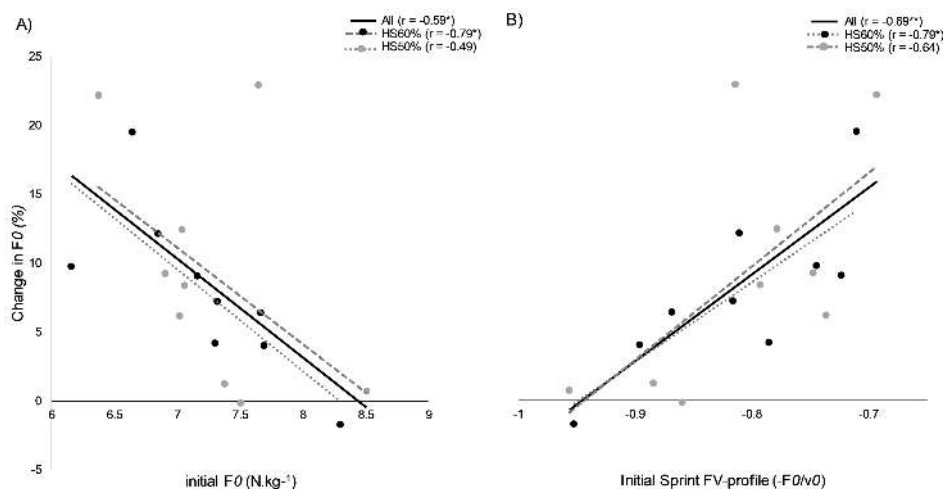 A)
All (r = -0.59*)
HS60% (r = -0.79*)
HS50% (r = -0.49)
25
20
15
10
5
0
-5
Change in F0 (%)
6 6.5 7 7.5 8 8.5 9
initial F0 (N.kg-1)
B)
All (r = -0.69**)
HS60% (r = -0.79*)
HS50% (r = -0.64)
-1 -0.9 -0.8 -0.7
Initial Sprint FV-profile (-F0/v0)